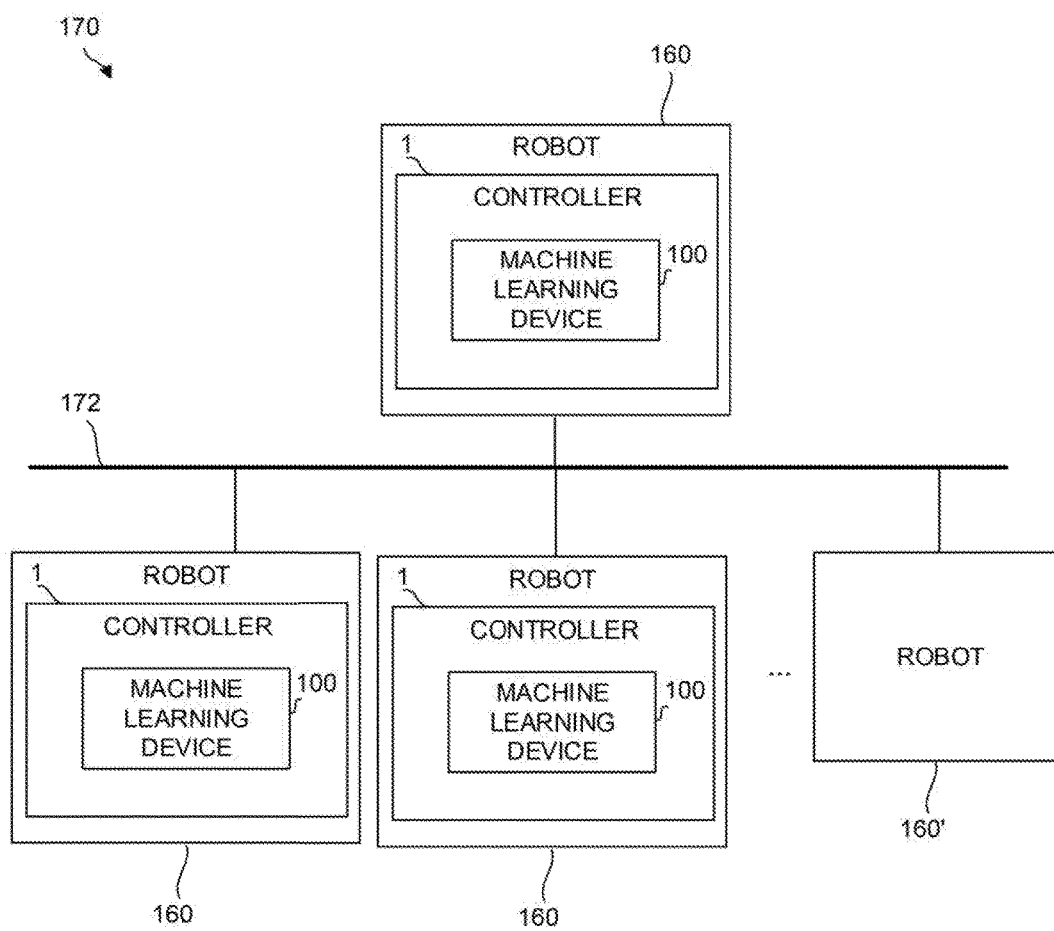 170
160
1
ROBOT
CONTROLLER
MACHINE
LEARNING
DEVICE
100
172
1
ROBOT
CONTROLLER
MACHINE
LEARNING
DEVICE
100
160
1
ROBOT
CONTROLLER
MACHINE
LEARNING
DEVICE
100
160
...
ROBOT
160'